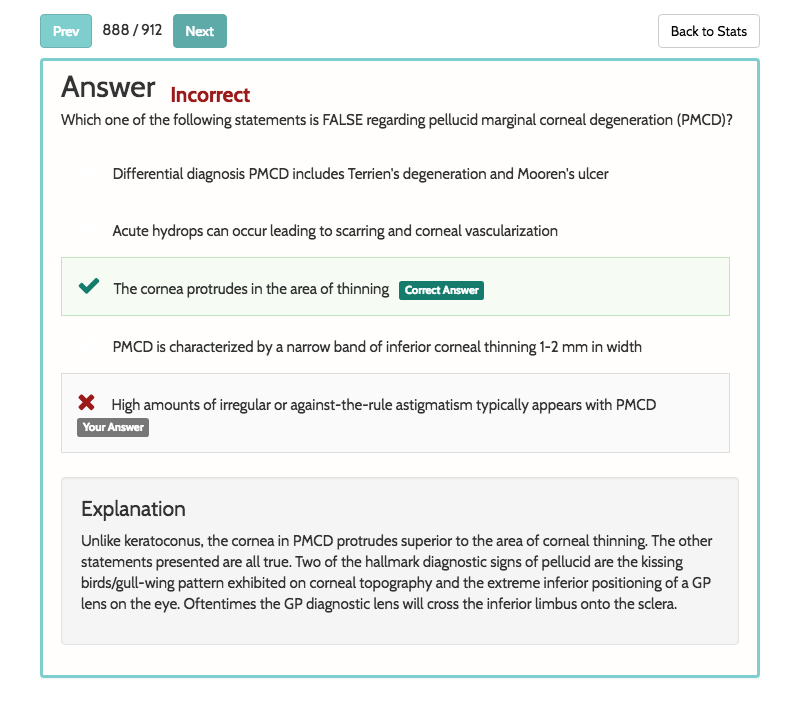 Prev 888 / 912 Next Back to Stats
Answer Incorrect
Which one of the following statements is FALSE regarding pellucid marginal corneal degeneration (PMCD)?
Differential diagnosis PMCD includes Terrien's degeneration and Mooren's ulcer
Acute hydrops can occur leading to scarring and corneal vascularization
The cornea protrudes in the area of thinning Correct Answer
PMCD is characterized by a narrow band of inferior corneal thinning 1-2 mm in width
High amounts of irregular or against-the-rule astigmatism typically appears with PMCD
Your Answer
Explanation
Unlike keratoconus, the cornea in PMCD protrudes superior to the area of corneal thinning. The other
statements presented are all true. Two of the hallmark diagnostic signs of pellucid are the kissing
birds/gull-wing pattern exhibited on corneal topography and the extreme inferior positioning of a GP
lens on the eye. Oftentimes the GP diagnostic lens will cross the inferior limbus onto the sclera.